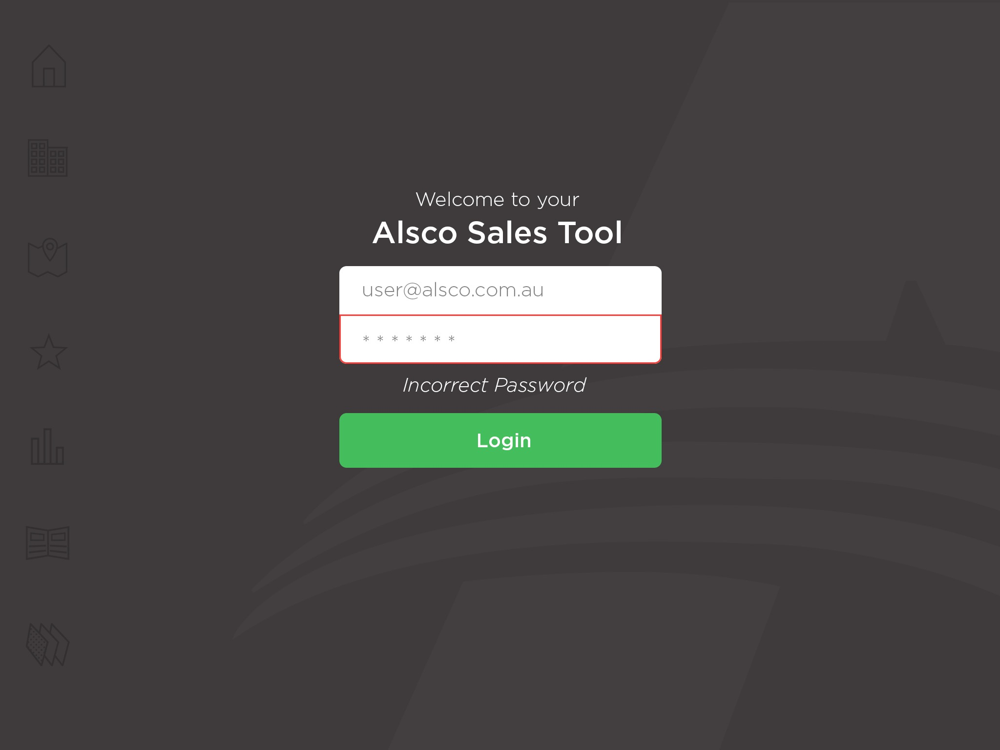 Welcome to your
Alsco Sales Tool
user@alsco.com.au
* * * * * * *
Incorrect Password
Login